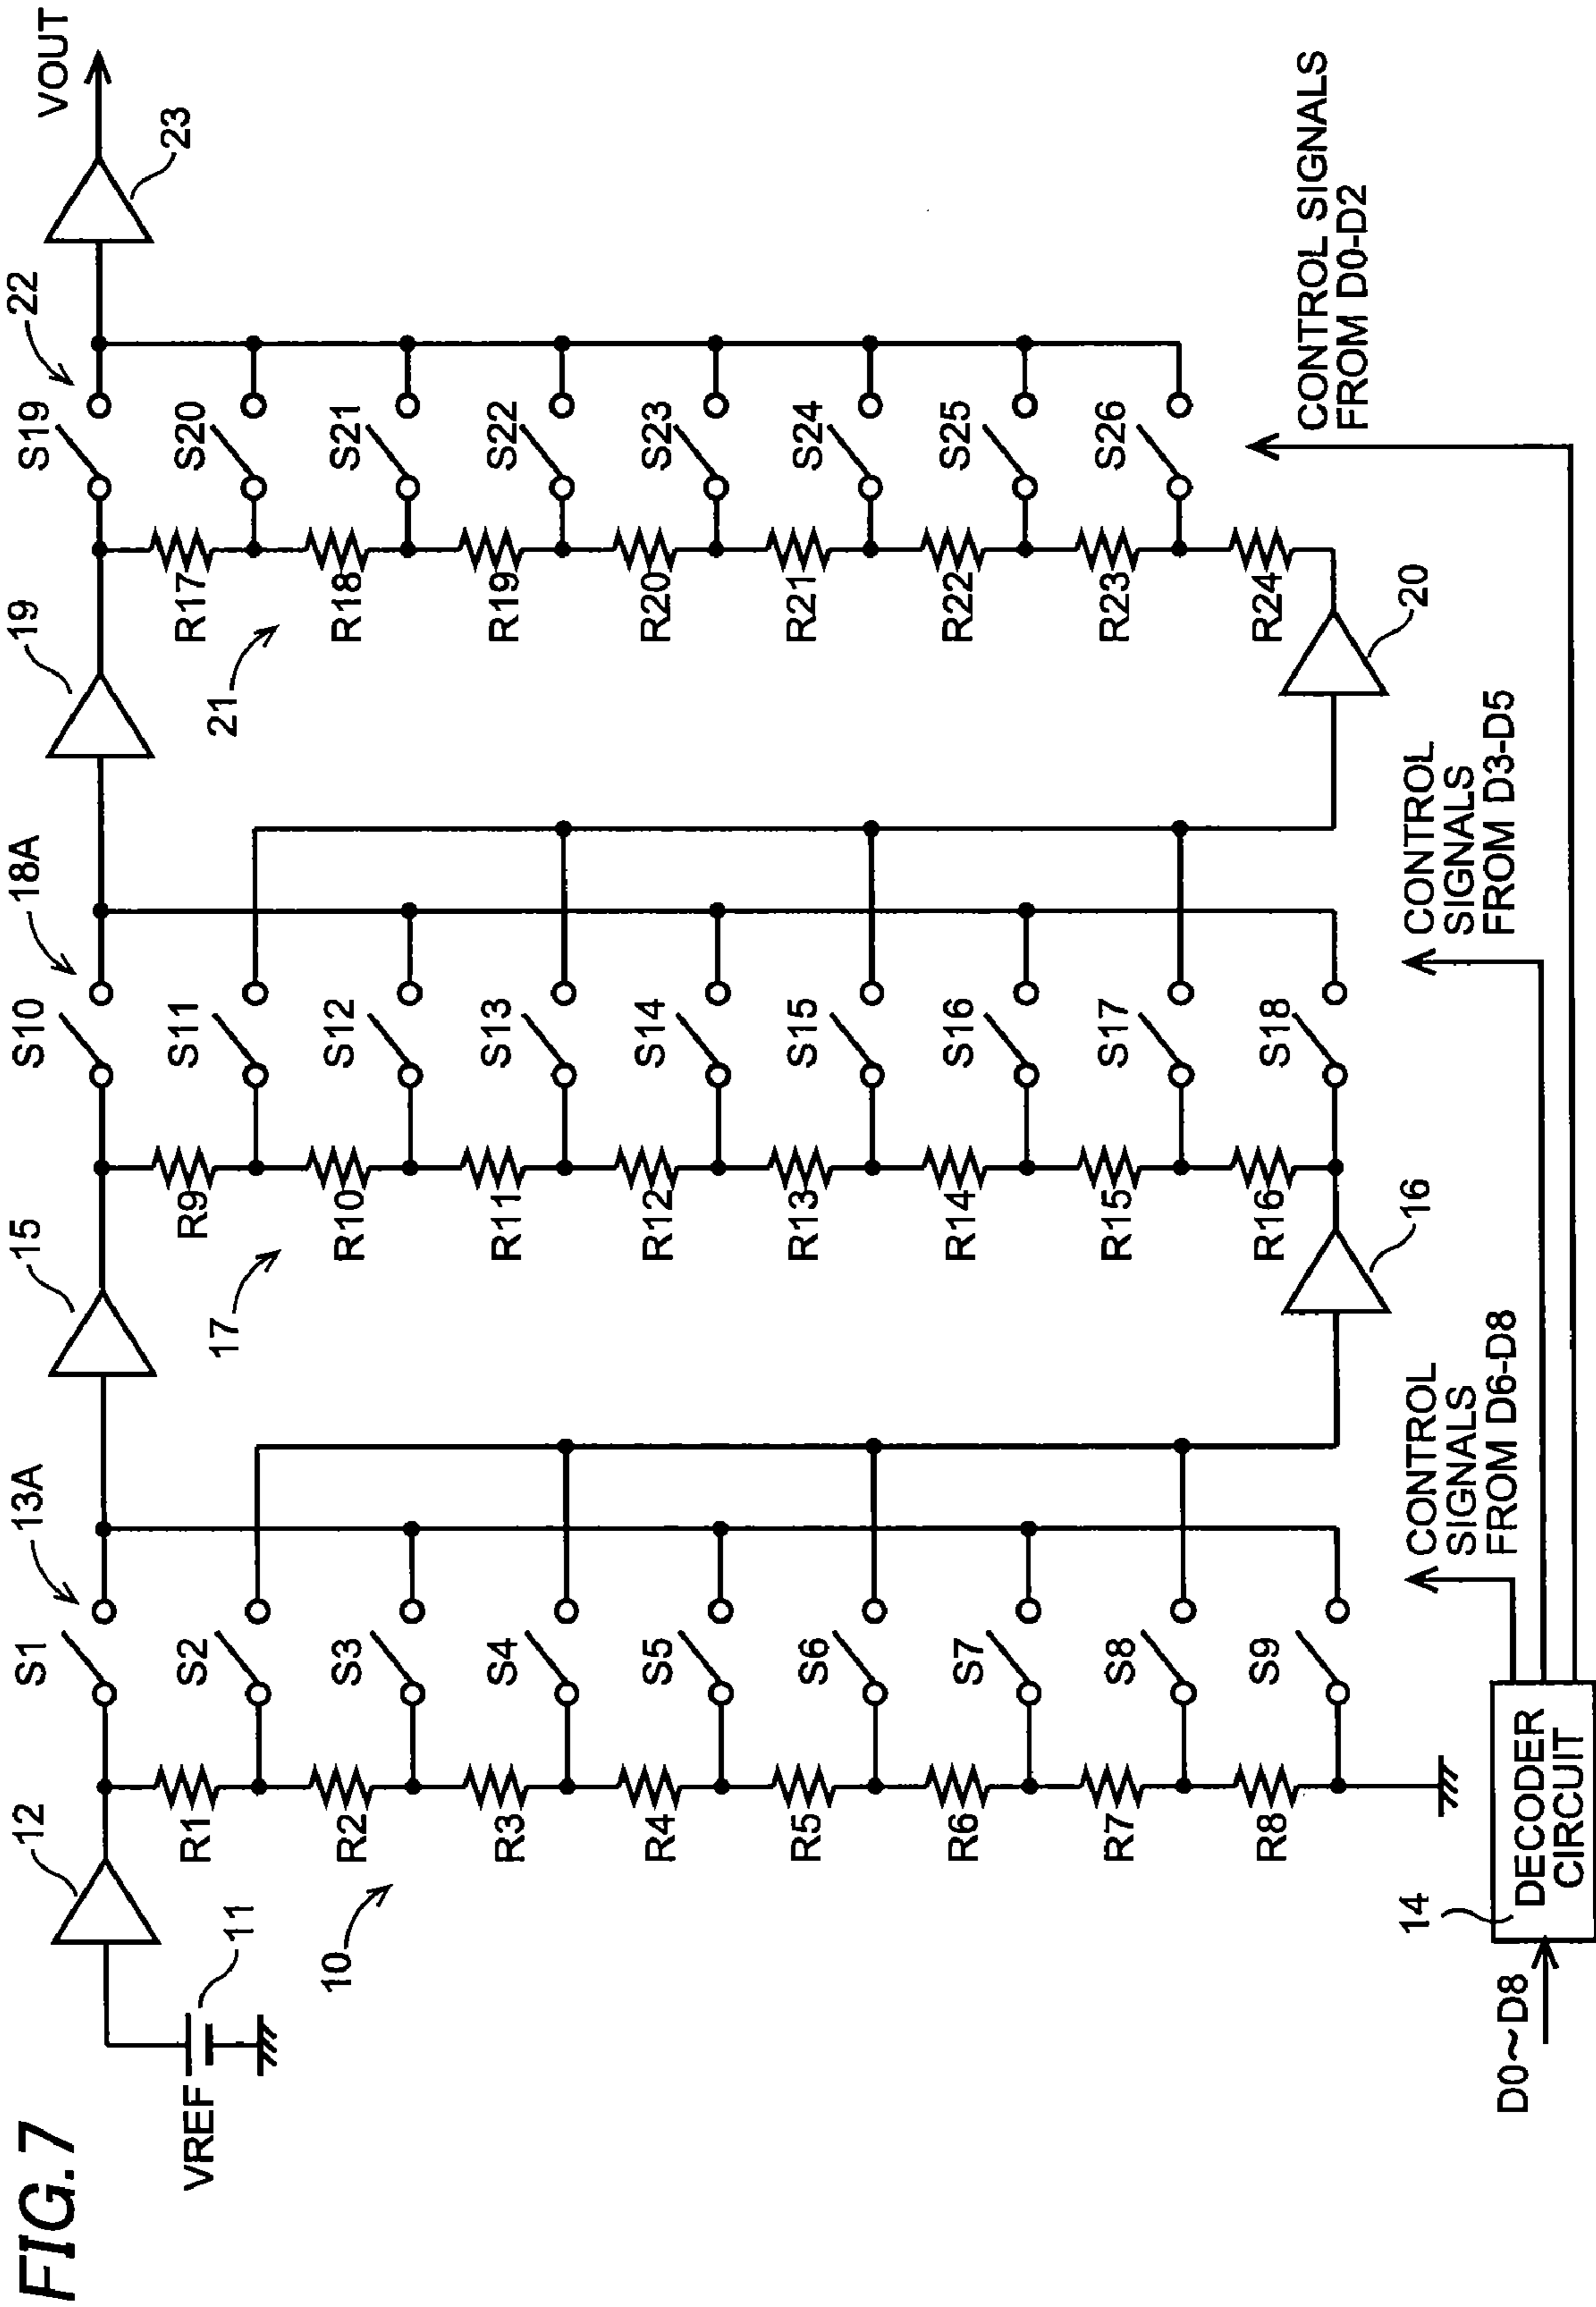 FIG.7
VREF
11
12
10
R1
R2
R3
R4
R5
R6
R7
R8
S1
S2
S3
S4
S5
S6
S7
S8
S9
13A
15
16
17
R9
R10
R11
R12
R13
R14
R15
R16
S10
S11
S12
S13
S14
S15
S16
S17
S18
18A
19
20
21
R17
R18
R19
R20
R21
R22
R23
R24
S19
S20
S21
S22
S23
S24
S25
S26
22
23
VOUT
D0~D8
14
DECODER
CIRCUIT
CONTROL
SIGNALS
FROM D6-D8
CONTROL
SIGNALS
FROM D3-D5
CONTROL SIGNALS
FROM D0-D2